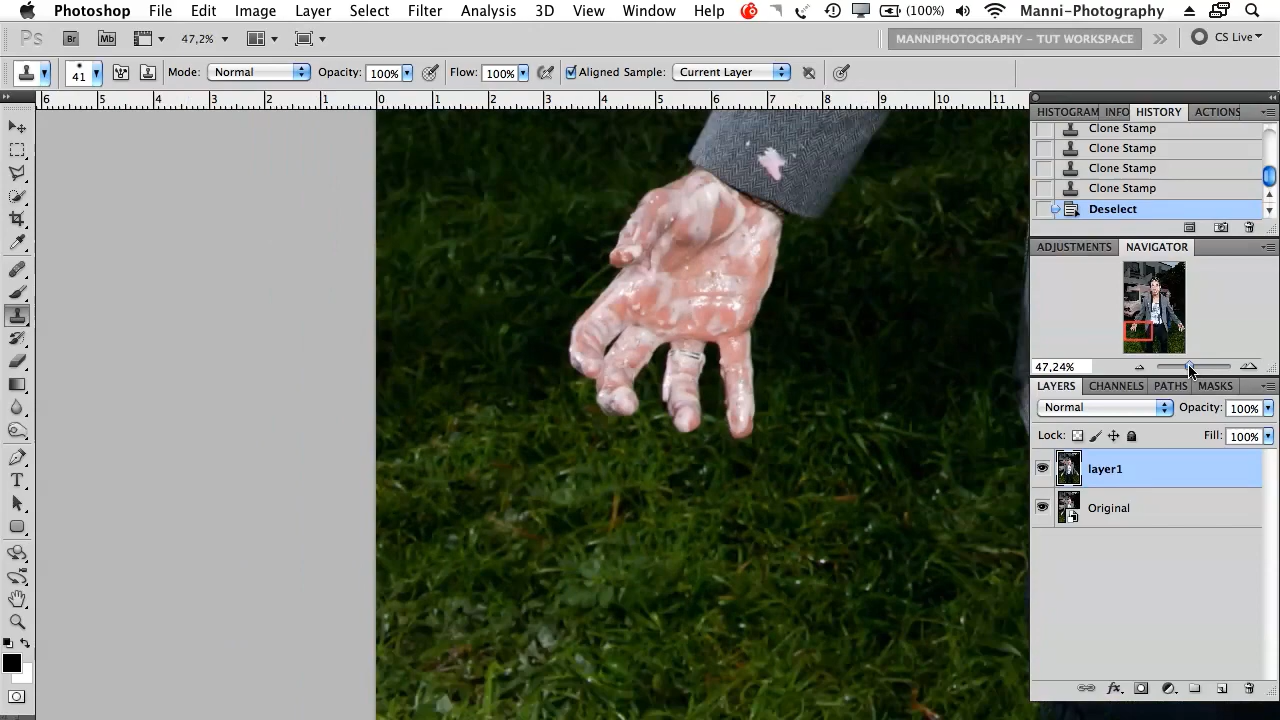 Photoshop File Edit Image Layer Select Filter Analysis 3D View Window Help (100%) Manni-Photography
Ps Br Mb 47,2% MANNIPHOTOGRAPHY - TUT WORKSPACE CS Live
41 Mode: Normal Opacity: 100% Flow: 100% Aligned Sample: Current Layer
6 5 4 3 2 1 0 1 2 3 4 5 6 7 8 9 10 11
HISTOGRAM INFO HISTORY ACTIONS
Clone Stamp
Clone Stamp
Clone Stamp
Clone Stamp
Deselect
ADJUSTMENTS NAVIGATOR
47,24%
LAYERS CHANNELS PATHS MASKS
Normal Opacity: 100%
Lock: Fill: 100%
layer1
Original
fx